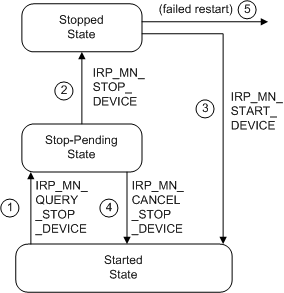 Stopped
State
(failed restart) 5
IRP_MN_
STOP_
DEVICE
2
3
IRP_MN_
START_
DEVICE
Stop-Pending
State
1
IRP_MN_
QUERY
_STOP
_DEVICE
4
IRP_MN_
CANCEL
_STOP
_DEVICE
Started
State